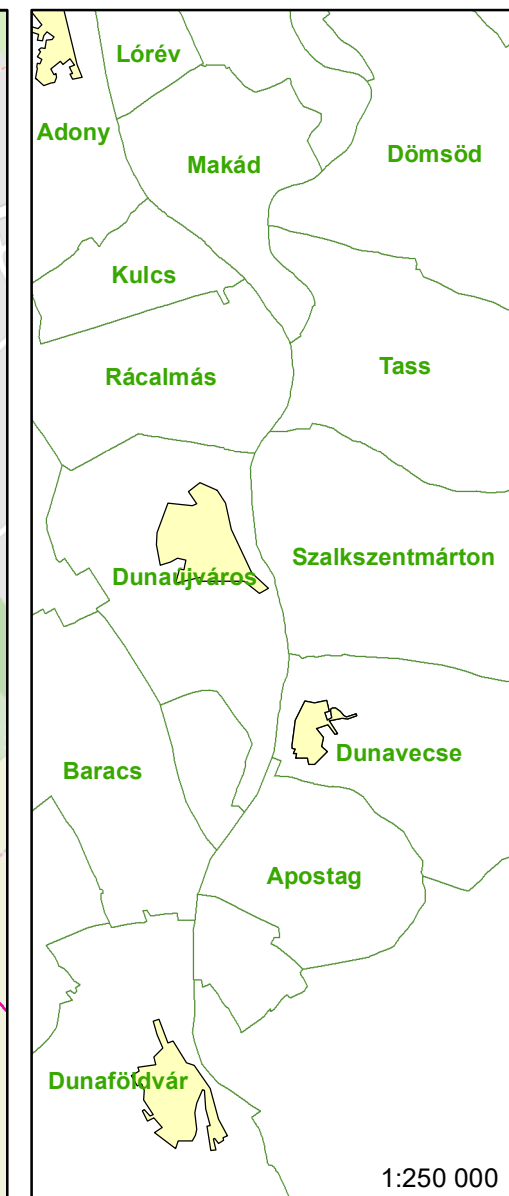 Lórév
Adony
Makád
Dömsöd
Kulcs
Tass
Rácalmás
Szalkszentmárton
Dunaújváros
Dunavecse
Baracs
Apostag
Dunaföldvár
1:250 000